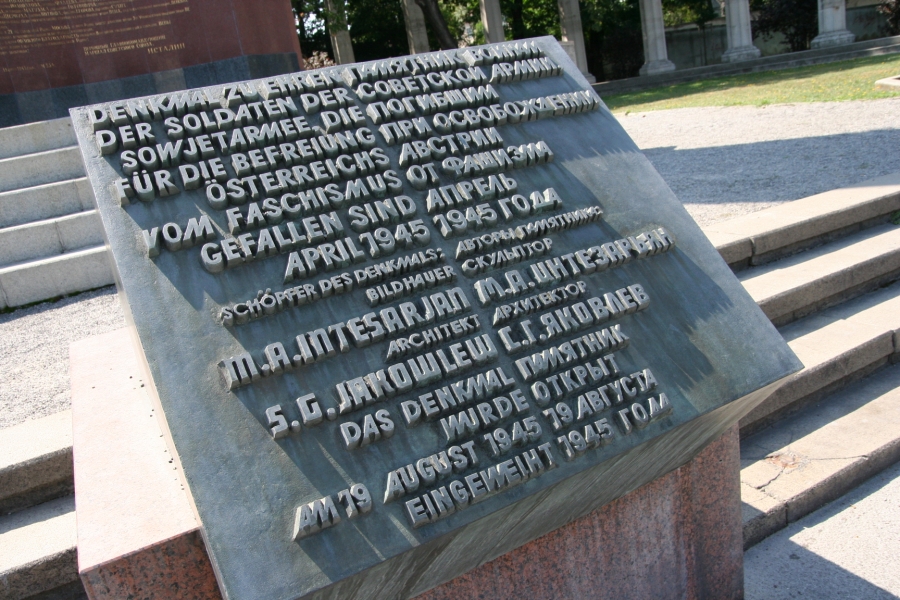 DENKMAL ZU EHREN
DER SOLDATEN DER
SOWJETARMEE, DIE
FÜR DIE BEFREIUNG
ÖSTERREICHS
VOM FASCHISMUS
GEFALLEN SIND
APRIL 1945
SCHÖPFER DES DENKMALS:
BILDHAUER
M.A.INTESARJAN
ARCHITEKT
S.G.JAKOWLEW
DAS DENKMAL
WURDE
AM 19 AUGUST 1945
EINGEWEIHT
ПАМЯТНИК ВОИНАМ
СОВЕТСКОЙ АРМИИ
ПОГИБШИМ
ПРИ ОСВОБОЖДЕНИИ
АВСТРИИ
ОТ ФАШИЗМА
АПРЕЛЬ
1945 ГОДА
АВТОРЫ ПАМЯТНИКА:
СКУЛЬПТОР
М.А.ИНТЕЗАРЬЯН
АРХИТЕКТОР
С.Г.ЯКОВЛЕВ
ПАМЯТНИК
ОТКРЫТ
19 АВГУСТА
1945 ГОДА
И.СТАЛИН